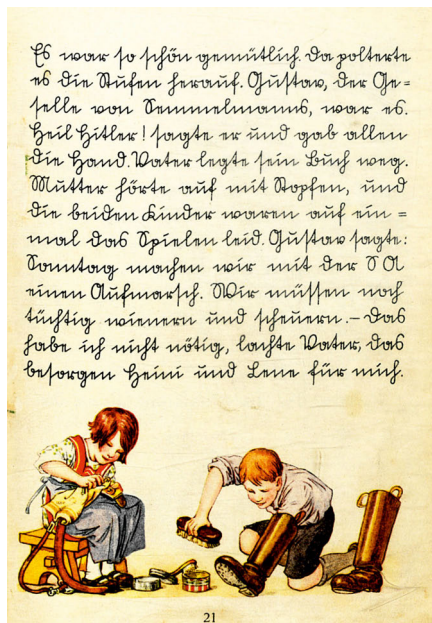 Es war so schön gemütlich. Da polterte
es die Stufen herauf. Gustav, der Ge=
selle von Semmelmanns, war es.
Heil Hitler! sagte er und gab allen
die Hand. Vater legte sein Buch weg.
Mutter hörte auf mit Stopfen, und
die beiden Kinder waren auf ein=
mal das Spielen leid. Gustav sagte:
Sonntag machen wir mit der SA
einen Aufmarsch. Wir müssen noch
tüchtig wienern und scheuern. – Das
habe ich nicht nötig, lachte Vater, das
besorgen Heini und Lene für mich.
21